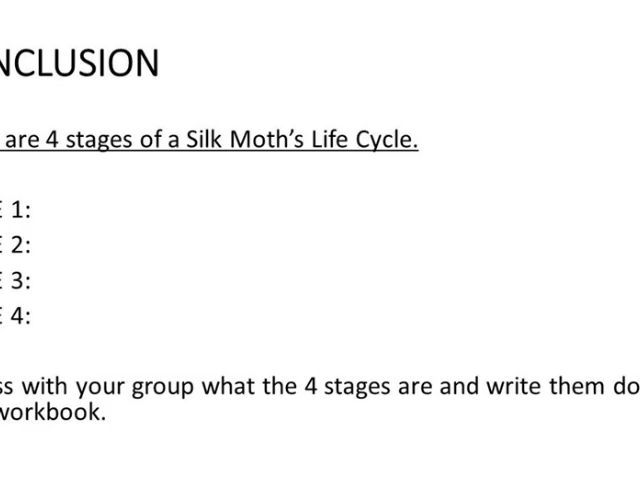 NCLUSION
are 4 stages of a Silk Moth's Life Cycle.
E 1:
E 2:
E 3:
E 4:
ss with your group what the 4 stages are and write them do
workbook.